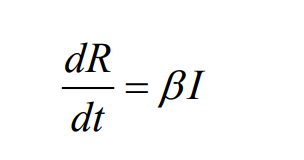 dR/dt = βI